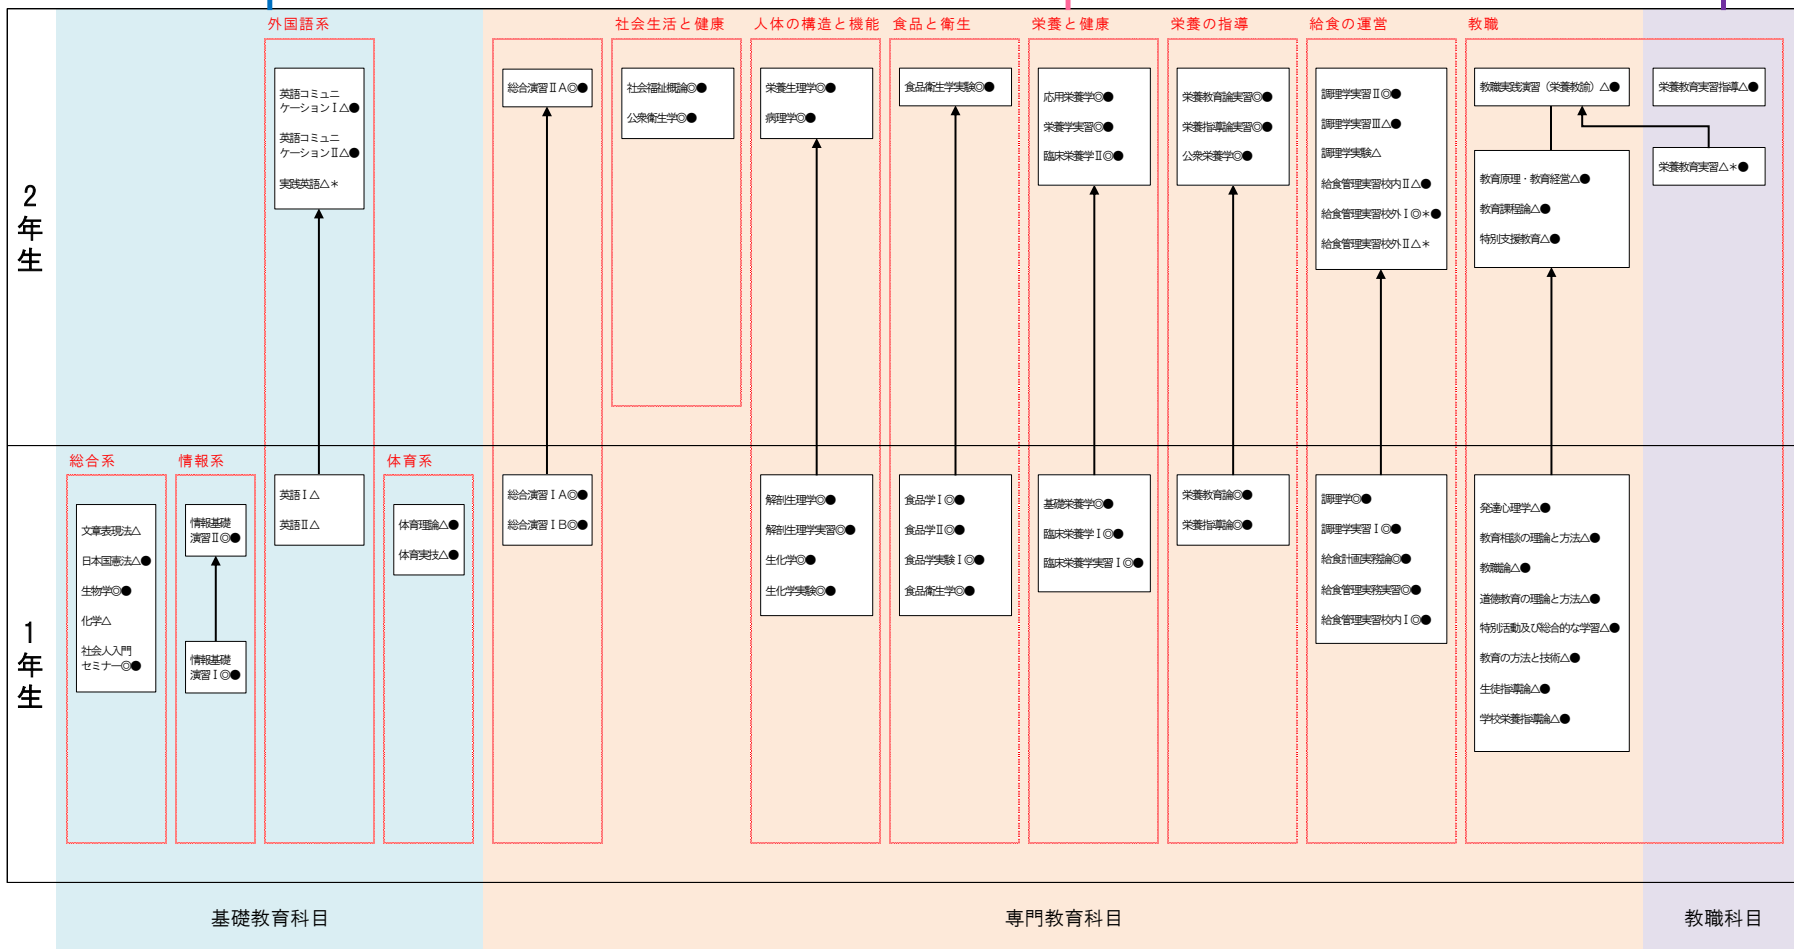 外国語系
社会生活と健康
人体の構造と機能
食品と衛生
栄養と健康
栄養の指導
給食の運営
教職
2年生
英語コミュニ
ケーションⅠ△●
英語コミュニ
ケーションⅡ△●
実践英語△＊
総合演習ⅡA◎●
社会福祉概論◎●
公衆衛生学◎●
栄養生理学◎●
病理学◎●
食品衛生学実験◎●
応用栄養学◎●
栄養学実習◎●
臨床栄養学Ⅱ◎●
栄養教育論実習◎●
栄養指導論実習◎●
公衆栄養学◎●
調理学実習Ⅱ◎●
調理学実習Ⅲ△●
調理学実験△
給食管理実習校内Ⅱ△●
給食管理実習校外Ⅰ◎＊●
給食管理実習校外Ⅱ△＊
教職実践演習（栄養教諭）△●
教育原理・教育経営△●
教育課程論△●
特別支援教育△●
栄養教育実習指導△●
栄養教育実習△＊●
1年生
総合系
情報系
体育系
文章表現法△
日本国憲法△●
生物学◎●
化学△
社会人入門
セミナー◎●
情報基礎
演習Ⅱ◎●
情報基礎
演習Ⅰ◎●
英語Ⅰ△
英語Ⅱ△
体育理論△●
体育実技△●
総合演習ⅠA◎●
総合演習ⅠB◎●
解剖生理学◎●
解剖生理学実習◎●
生化学◎●
生化学実験◎●
食品学Ⅰ◎●
食品学Ⅱ◎●
食品学実験Ⅰ◎●
食品衛生学◎●
基礎栄養学◎●
臨床栄養学Ⅰ◎●
臨床栄養学実習Ⅰ◎●
栄養教育論◎●
栄養指導論◎●
調理学◎●
調理学実習Ⅰ◎●
給食計画実務論◎●
給食管理実務実習◎●
給食管理実習校内Ⅰ◎●
発達心理学△●
教育相談の理論と方法△●
教職論△●
道徳教育の理論と方法△●
特別活動及び総合的な学習△●
教育の方法と技術△●
生徒指導論△●
学校栄養指導論△●
基礎教育科目
専門教育科目
教職科目